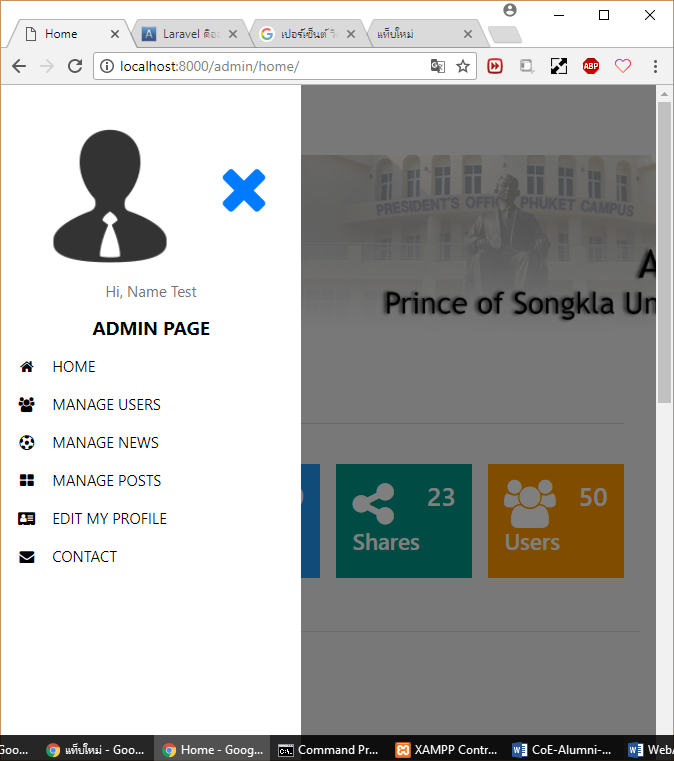 Home
Laravel คือ
เปอร์เซ็นต์
แท็บใหม่
localhost:8000/admin/home/
ABP
PRESIDENT'S OFFICE PHUKET CAMPUS
A
Prince of Songkla Un
Hi, Name Test
ADMIN PAGE
HOME
MANAGE USERS
MANAGE NEWS
MANAGE POSTS
EDIT MY PROFILE
CONTACT
23
Shares
50
Users
Goo...
แท็บใหม่ - Goo...
Home - Goog...
Command Pr...
XAMPP Contr...
CoE-Alumni-...
WebA